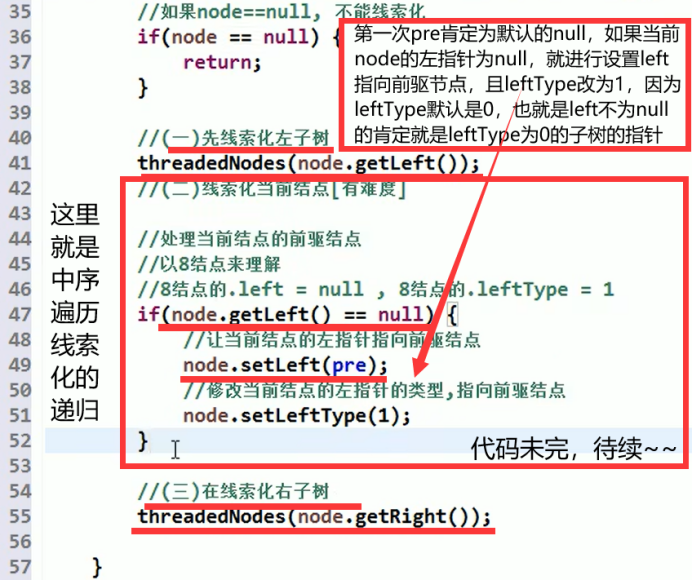 35 //如果node==null, 不能线索化
36 if(node == null) {
37 return;
38 }
39
40 //(一)先线索化左子树
41 threadedNodes(node.getLeft());
42 //(二)线索化当前结点[有难度]
43
44 //处理当前结点的前驱结点
45 //以8结点来理解
46 //8结点的.left = null , 8结点的.leftType = 1
47 if(node.getLeft() == null) {
48 //让当前结点的左指针指向前驱结点
49 node.setLeft(pre);
50 //修改当前结点的左指针的类型,指向前驱结点
51 node.setLeftType(1);
52 }
53
54 //(三)在线索化右子树
55 threadedNodes(node.getRight());
56
57 }
第一次pre肯定为默认的null，如果当前
node的左指针为null，就进行设置left
指向前驱节点，且leftType改为1，因为
leftType默认是0，也就是left不为null
的肯定就是leftType为0的子树的指针
这里
就是
中序
遍历
线索
化的
递归
代码未完，待续~~